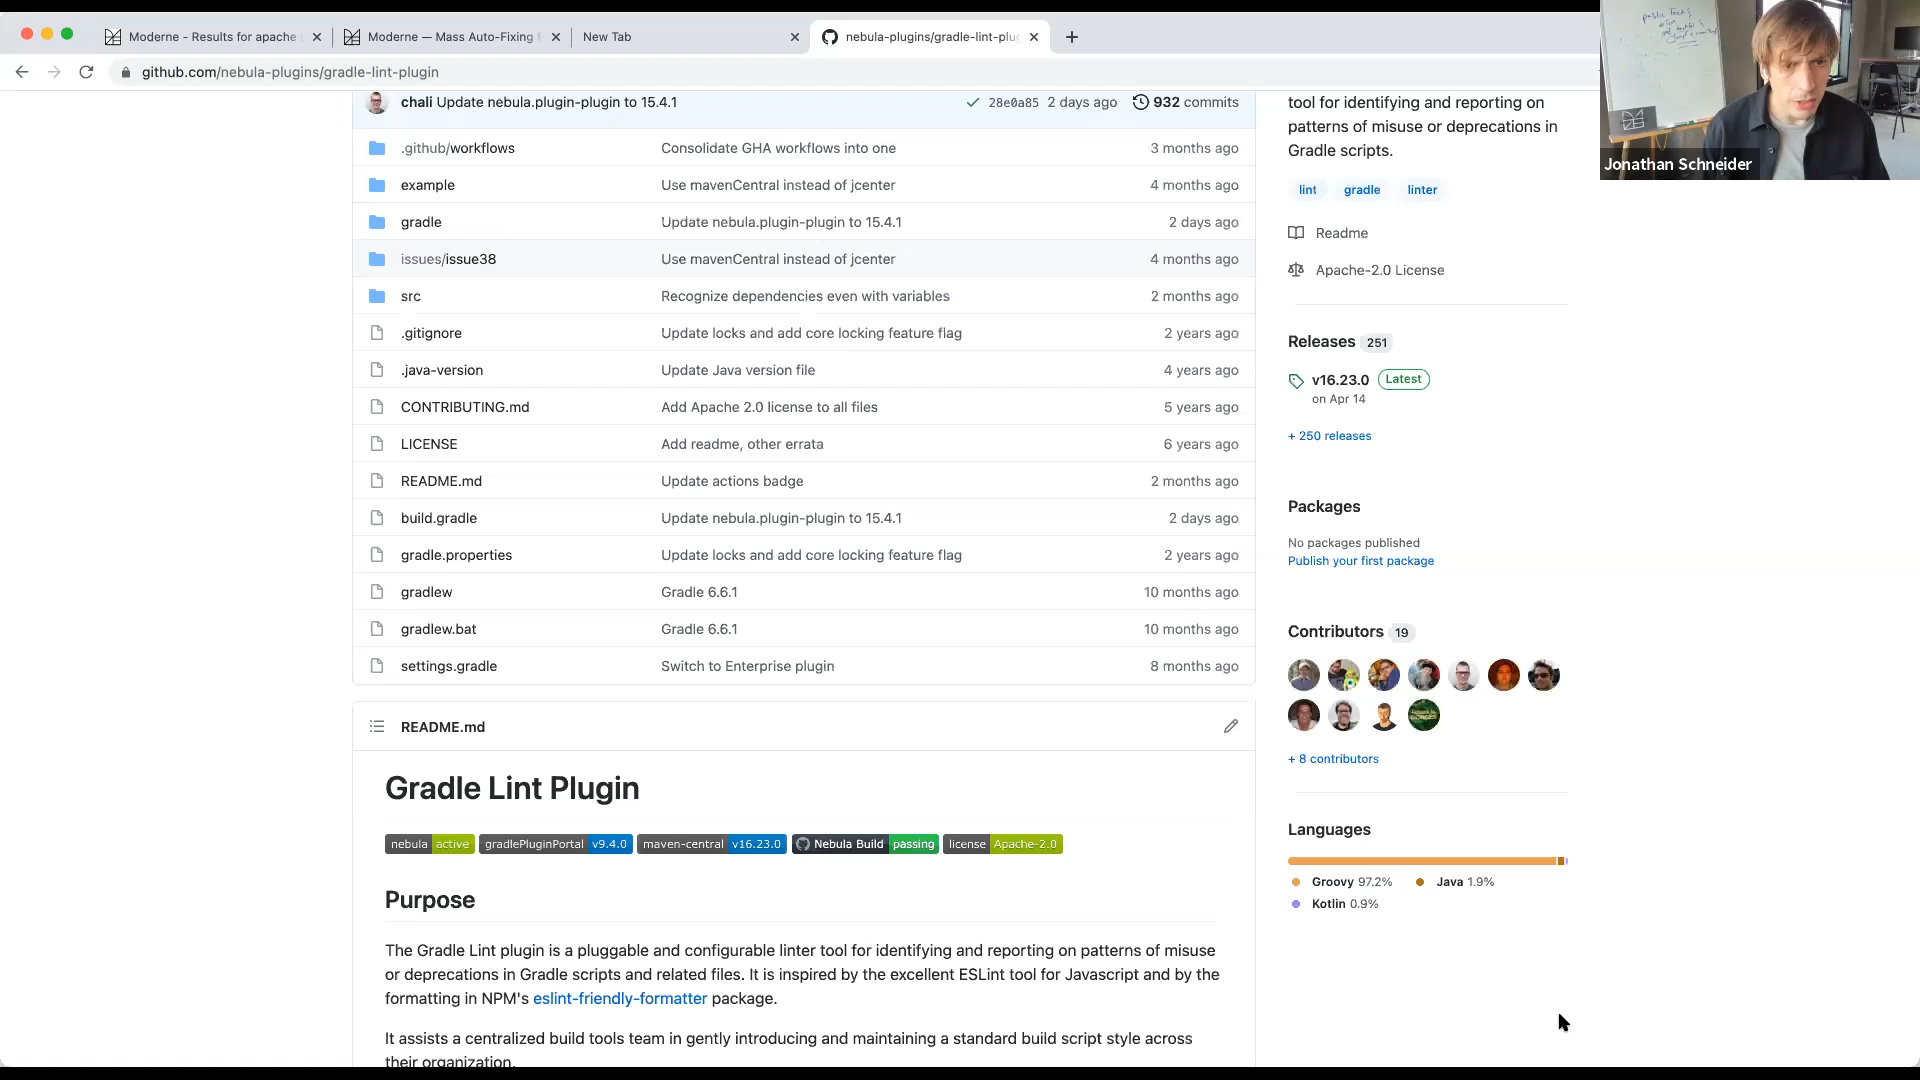 Moderne - Results for apache
Moderne — Mass Auto-Fixing
New Tab
nebula-plugins/gradle-lint-plu
github.com/nebula-plugins/gradle-lint-plugin
chali Update nebula.plugin-plugin to 15.4.1 28e0a85 2 days ago 932 commits
.github/workflows Consolidate GHA workflows into one 3 months ago
example Use mavenCentral instead of jcenter 4 months ago
gradle Update nebula.plugin-plugin to 15.4.1 2 days ago
issues/issue38 Use mavenCentral instead of jcenter 4 months ago
src Recognize dependencies even with variables 2 months ago
.gitignore Update locks and add core locking feature flag 2 years ago
.java-version Update Java version file 4 years ago
CONTRIBUTING.md Add Apache 2.0 license to all files 5 years ago
LICENSE Add readme, other errata 6 years ago
README.md Update actions badge 2 months ago
build.gradle Update nebula.plugin-plugin to 15.4.1 2 days ago
gradle.properties Update locks and add core locking feature flag 2 years ago
gradlew Gradle 6.6.1 10 months ago
gradlew.bat Gradle 6.6.1 10 months ago
settings.gradle Switch to Enterprise plugin 8 months ago
README.md
Gradle Lint Plugin
nebula active gradlePluginPortal v9.4.0 maven-central v16.23.0 Nebula Build passing license Apache-2.0
Purpose
The Gradle Lint plugin is a pluggable and configurable linter tool for identifying and reporting on patterns of misuse
or deprecations in Gradle scripts and related files. It is inspired by the excellent ESLint tool for Javascript and by the
formatting in NPM's eslint-friendly-formatter package.
It assists a centralized build tools team in gently introducing and maintaining a standard build script style across
their organization.
tool for identifying and reporting on
patterns of misuse or deprecations in
Gradle scripts.
lint gradle linter
Readme
Apache-2.0 License
Releases 251
v16.23.0 Latest
on Apr 14
+ 250 releases
Packages
No packages published
Publish your first package
Contributors 19
+ 8 contributors
Languages
Groovy 97.2% Java 1.9%
Kotlin 0.9%
Jonathan Schneider